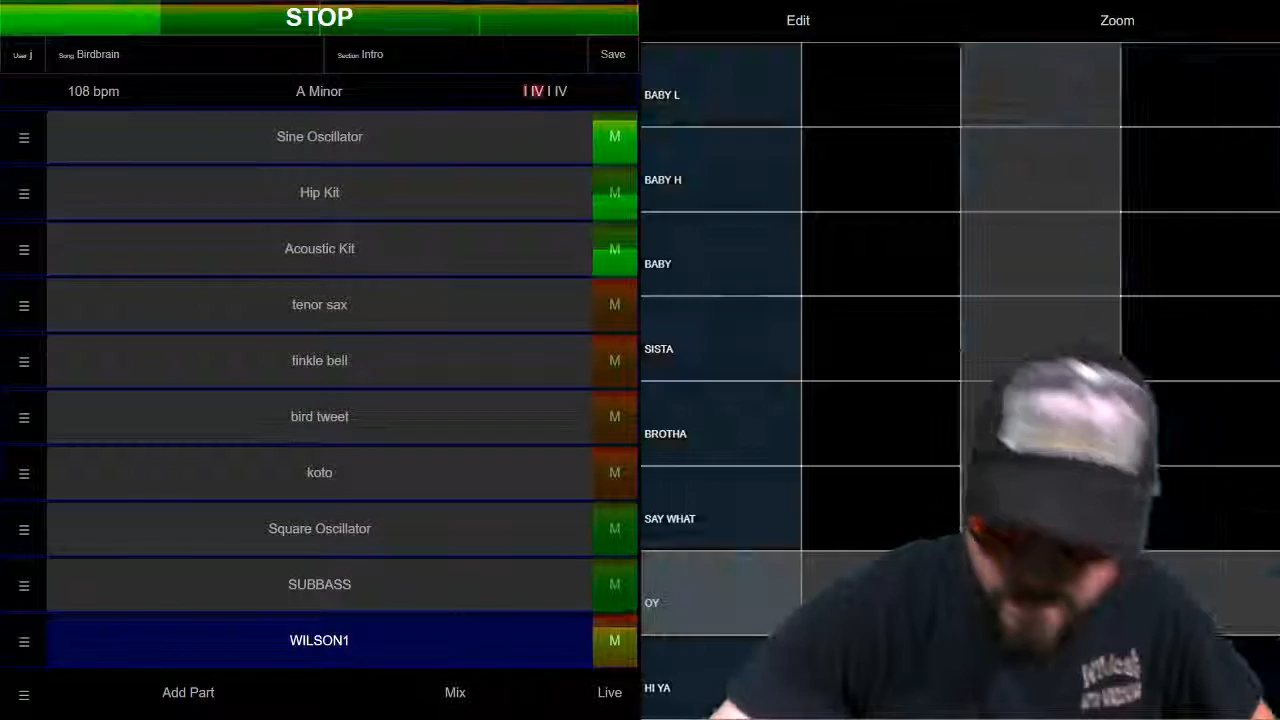 STOP
User j
Song Birdbrain
Section Intro
Save
108 bpm
A Minor
I IV I IV
Sine Oscillator
M
Hip Kit
M
Acoustic Kit
M
tenor sax
M
tinkle bell
M
bird tweet
M
koto
M
Square Oscillator
M
SUBBASS
M
WILSON1
M
Add Part
Mix
Live
Edit
Zoom
BABY L
BABY H
BABY
SISTA
BROTHA
SAY WHAT
OY
HI YA